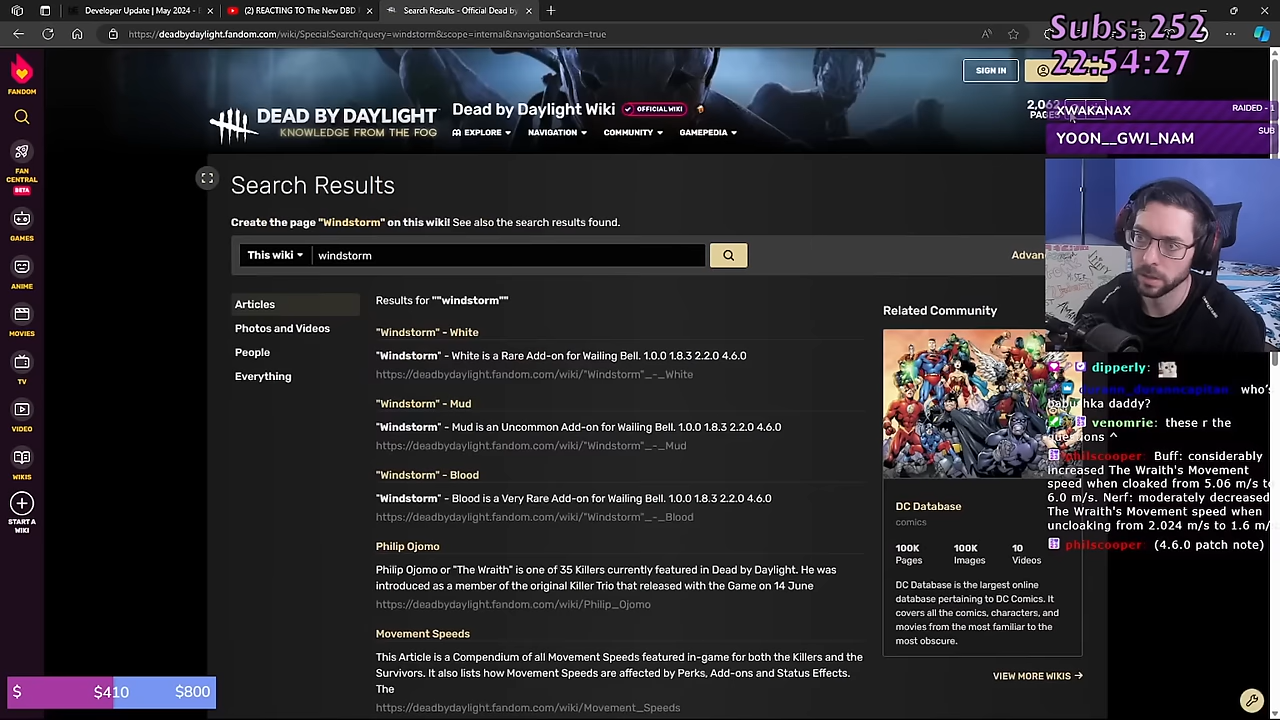 Developer Update | May 2024 -
(2) REACTING TO The New DBD
Search Results - Official Dead by
https://deadbydaylight.fandom.com/wiki/Special:Search?query=windstorm&scope=internal&navigationSearch=true
Subs: 252
22:54:27
FANDOM
FAN CENTRAL
BETA
GAMES
ANIME
MOVIES
TV
VIDEO
WIKIS
START A WIKI
DEAD BY DAYLIGHT
KNOWLEDGE FROM THE FOG
Dead by Daylight Wiki
OFFICIAL WIKI
EXPLORE
NAVIGATION
COMMUNITY
GAMEPEDIA
SIGN IN
2,062
PAGES
XWAKANAX
RAIDED - 1
YOON__GWI_NAM
SUB
Search Results
Create the page "Windstorm" on this wiki! See also the search results found.
This wiki
windstorm
Articles
Photos and Videos
People
Everything
Results for ""windstorm""
"Windstorm" - White
"Windstorm" - White is a Rare Add-on for Wailing Bell. 1.0.0 1.8.3 2.2.0 4.6.0
https://deadbydaylight.fandom.com/wiki/"Windstorm"_-_White
"Windstorm" - Mud
"Windstorm" - Mud is an Uncommon Add-on for Wailing Bell. 1.0.0 1.8.3 2.2.0 4.6.0
https://deadbydaylight.fandom.com/wiki/"Windstorm"_-_Mud
"Windstorm" - Blood
"Windstorm" - Blood is a Very Rare Add-on for Wailing Bell. 1.0.0 1.8.3 2.2.0 4.6.0
https://deadbydaylight.fandom.com/wiki/"Windstorm"_-_Blood
Philip Ojomo
Philip Ojomo or "The Wraith" is one of 35 Killers currently featured in Dead by Daylight. He was
introduced as a member of the original Killer Trio that released with the Game on 14 June
https://deadbydaylight.fandom.com/wiki/Philip_Ojomo
Movement Speeds
This Article is a Compendium of all Movement Speeds featured in-game for both the Killers and the
Survivors. It also lists how Movement Speeds are affected by Perks, Add-ons and Status Effects.
The
https://deadbydaylight.fandom.com/wiki/Movement_Speeds
Related Community
DC Database
comics
100K
Pages
100K
Images
10
Videos
DC Database is the largest online
database pertaining to DC Comics. It
covers all the comics, characters, and
movies from the most familiar to the
most obscure.
VIEW MORE WIKIS
dipperly:
who's
daddy?
venomrie: these r the
questions ^
philscooper: Buff: considerably
increased The Wraith's Movement
speed when cloaked from 5.06 m/s to
6.0 m/s. Nerf: moderately decreased
The Wraith's Movement speed when
uncloaking from 2.024 m/s to 1.6 m/
philscooper: (4.6.0 patch note)
$
$410
$800